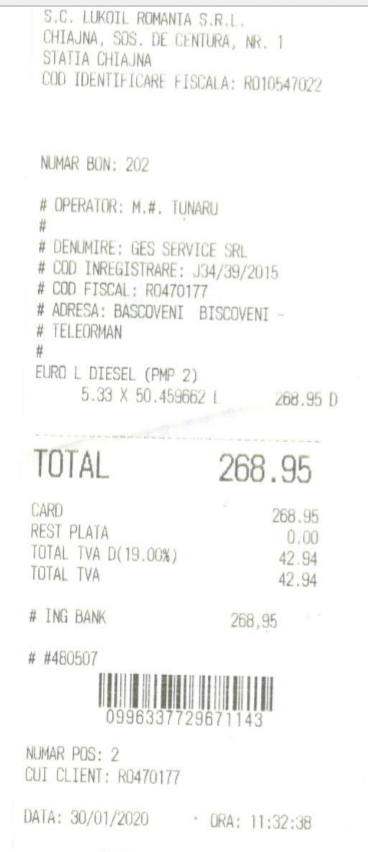 S.C. LUKOIL ROMANIA S.R.L.
CHIAJNA, SOS. DE CENTURA, NR. 1
STATIA CHIAJNA
COD IDENTIFICARE FISCALA: RO10547022
NUMAR BON: 202
# OPERATOR: M.#. TUNARU
#
# DENUMIRE: GES SERVICE SRL
# COD INREGISTRARE: J34/39/2015
# COD FISCAL: RO470177
# ADRESA: BASCOVENI BISCOVENI -
# TELEORMAN
#
EURO L DIESEL (PMP 2)
5.33 X 50.459662 L 268.95 D
TOTAL 268.95
CARD 268.95
REST PLATA 0.00
TOTAL TVA D(19.00%) 42.94
TOTAL TVA 42.94
# ING BANK 268,95
# #480507
0996337729671143
NUMAR POS: 2
CUI CLIENT: RO470177
DATA: 30/01/2020 ORA: 11:32:38